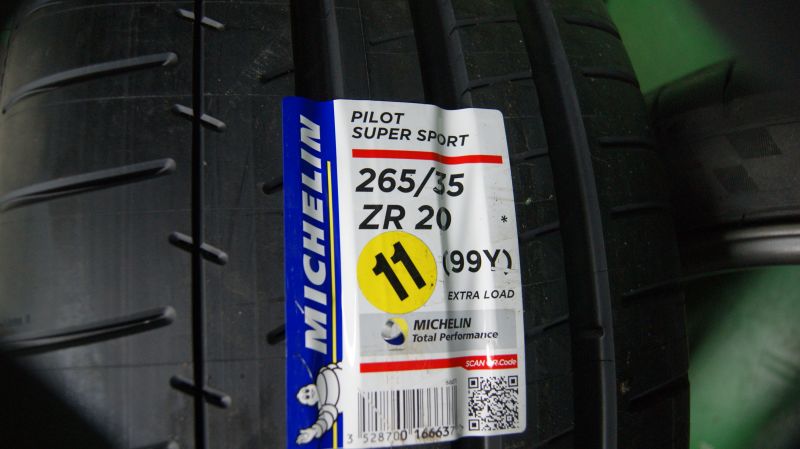 MICHELIN
PILOT
SUPER SPORT
265/35
ZR 20 *
11
(99Y)
EXTRA LOAD
MICHELIN
Total Performance
SCAN QR-Code
3 528700 166637